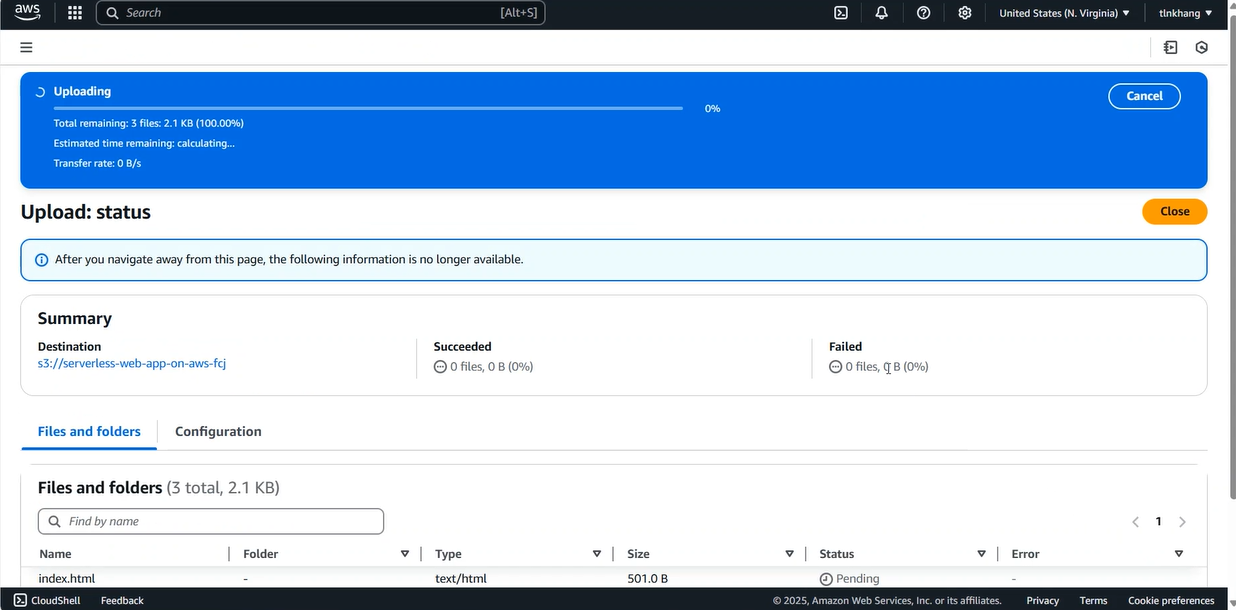 aws Search [Alt+S] United States (N. Virginia) ▼ tlnkhang ▼
Uploading
Cancel
0%
Total remaining: 3 files: 2.1 KB (100.00%)
Estimated time remaining: calculating...
Transfer rate: 0 B/s
Upload: status
Close
After you navigate away from this page, the following information is no longer available.
Summary
Destination Succeeded Failed
s3://serverless-web-app-on-aws-fcj 0 files, 0 B (0%) 0 files, 0 B (0%)
Files and folders Configuration
Files and folders (3 total, 2.1 KB)
Find by name 1
Name Folder Type Size Status Error
index.html - text/html 501.0 B Pending -
CloudShell Feedback © 2025, Amazon Web Services, Inc. or its affiliates. Privacy Terms Cookie preferences